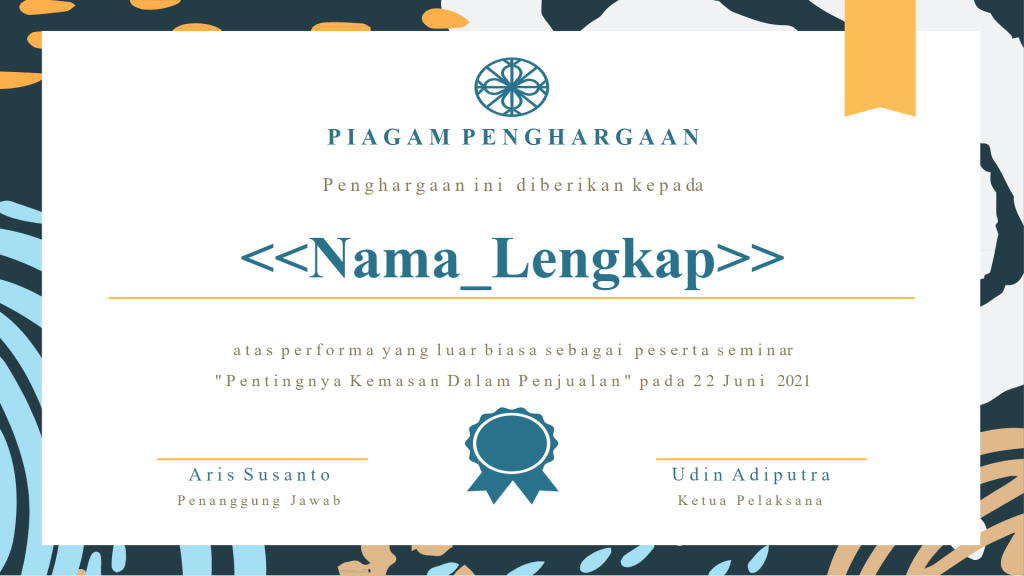 PIAGAM PENGHARGAAN
Penghargaan ini diberikan kepada
<<Nama_Lengkap>>
atas performa yang luar biasa sebagai peserta seminar
"Pentingnya Kemasan Dalam Penjualan" pada 22 Juni 2021
Aris Susanto
Udin Adiputra
Penanggung Jawab
Ketua Pelaksana